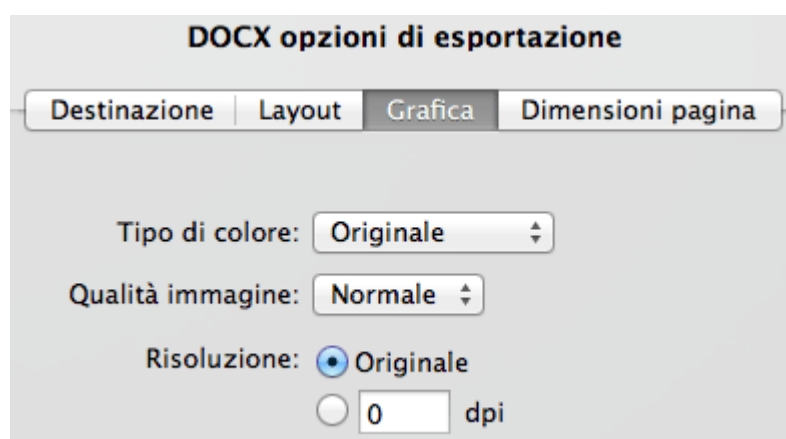 DOCX opzioni di esportazione
Destinazione Layout Grafica Dimensioni pagina
Tipo di colore: Originale
Qualità immagine: Normale
Risoluzione: Originale
0 dpi